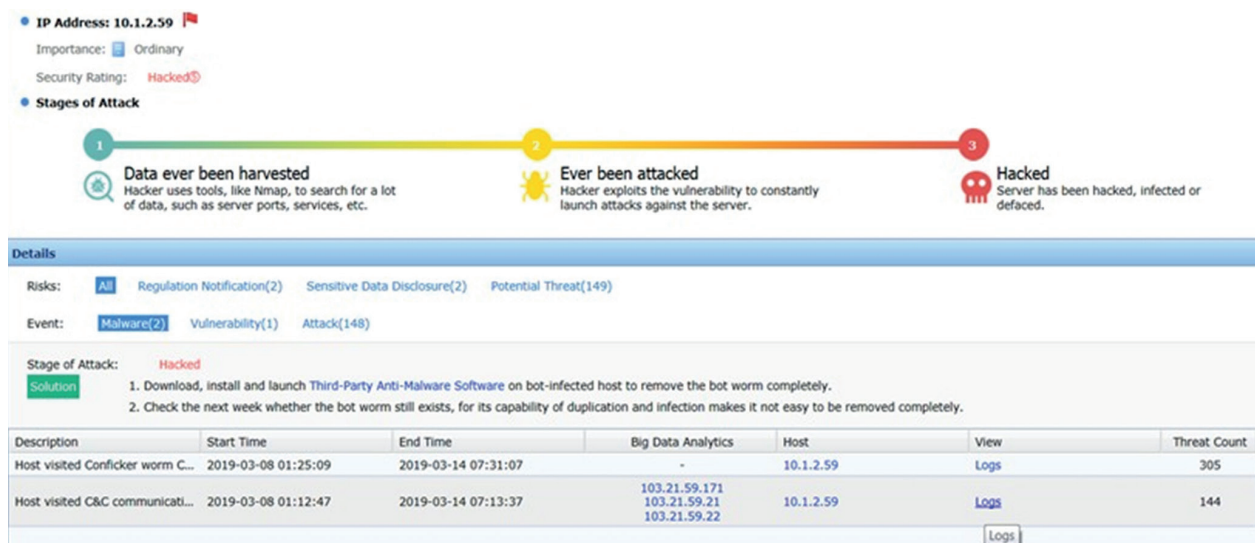 IP Address: 10.1.2.59
Importance: Ordinary
Security Rating: Hacked⑤
Stages of Attack
1
2
3
Data ever been harvested
Hacker uses tools, like Nmap, to search for a lot
of data, such as server ports, services, etc.
Ever been attacked
Hacker exploits the vulnerability to constantly
launch attacks against the server.
Hacked
Server has been hacked, infected or
defaced.
Details
Risks: All Regulation Notification(2) Sensitive Data Disclosure(2) Potential Threat(149)
Event: Malware(2) Vulnerability(1) Attack(148)
Stage of Attack: Hacked
Solution 1. Download, install and launch Third-Party Anti-Malware Software on bot-infected host to remove the bot worm completely.
2. Check the next week whether the bot worm still exists, for its capability of duplication and infection makes it not easy to be removed completely.
Description Start Time End Time Big Data Analytics Host View Threat Count
Host visited Conficker worm C... 2019-03-08 01:25:09 2019-03-14 07:31:07 - 10.1.2.59 Logs 305
Host visited C&C communicati... 2019-03-08 01:12:47 2019-03-14 07:13:37 103.21.59.171 10.1.2.59 Logs 144
103.21.59.21
103.21.59.22
Logs